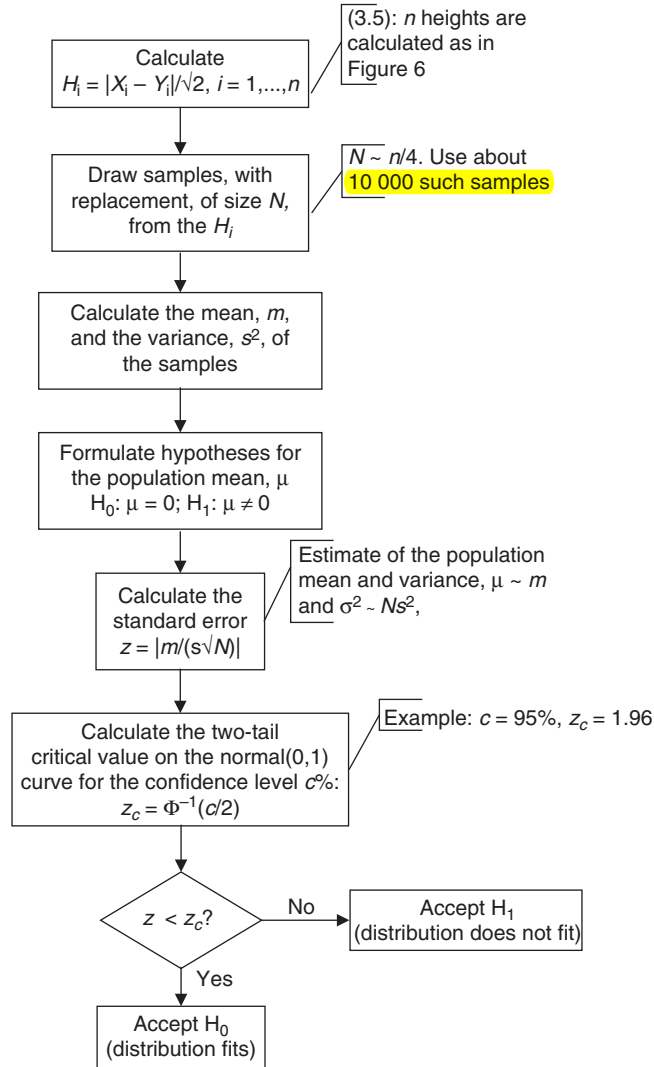 Calculate
Hᵢ = |Xᵢ – Yᵢ|/√2, i = 1,...,n
(3.5): n heights are
calculated as in
Figure 6
Draw samples, with
replacement, of size N,
from the Hᵢ
N ~ n/4. Use about
10 000 such samples
Calculate the mean, m,
and the variance, s², of
the samples
Formulate hypotheses for
the population mean, μ
H₀: μ = 0; H₁: μ ≠ 0
Calculate the
standard error
z = |m/(s√N)|
Estimate of the population
mean and variance, μ ~ m
and σ² ~ Ns²,
Calculate the two-tail
critical value on the normal(0,1)
curve for the confidence level c%:
z_c = Φ⁻¹(c/2)
Example: c = 95%, z_c = 1.96
z < z_c?
No
Accept H₁
(distribution does not fit)
Yes
Accept H₀
(distribution fits)